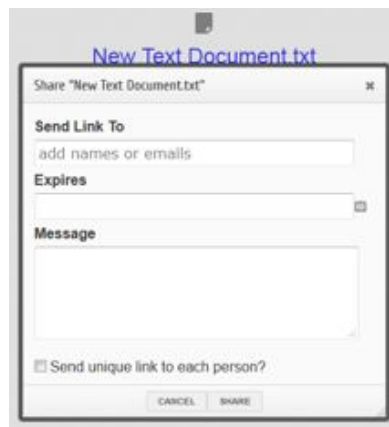 New Text Document.txt
Share "New Text Document.txt"
Send Link To
add names or emails
Expires
Message
Send unique link to each person?
CANCEL SHARE